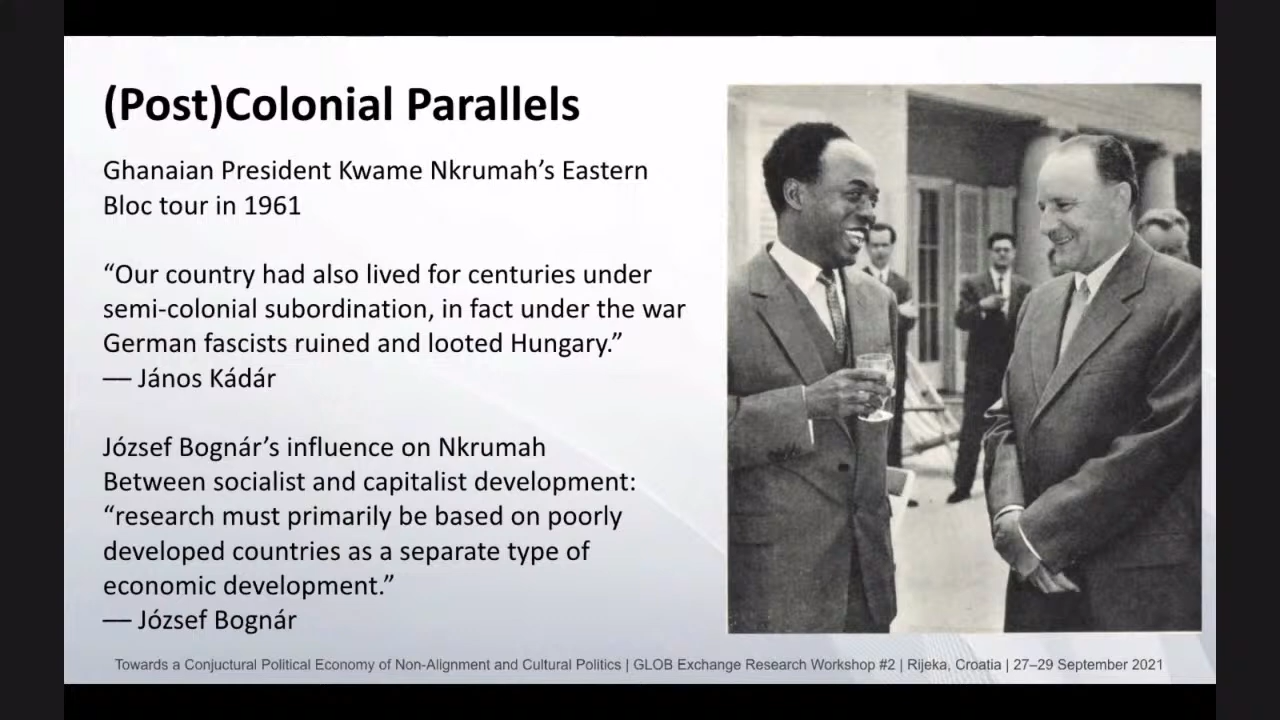 (Post)Colonial Parallels
Ghanaian President Kwame Nkrumah’s Eastern
Bloc tour in 1961
“Our country had also lived for centuries under
semi-colonial subordination, in fact under the war
German fascists ruined and looted Hungary.”
— János Kádár
József Bognár’s influence on Nkrumah
Between socialist and capitalist development:
“research must primarily be based on poorly
developed countries as a separate type of
economic development.”
— József Bognár
Towards a Conjuctural Political Economy of Non-Alignment and Cultural Politics | GLOB Exchange Research Workshop #2 | Rijeka, Croatia | 27–29 September 2021